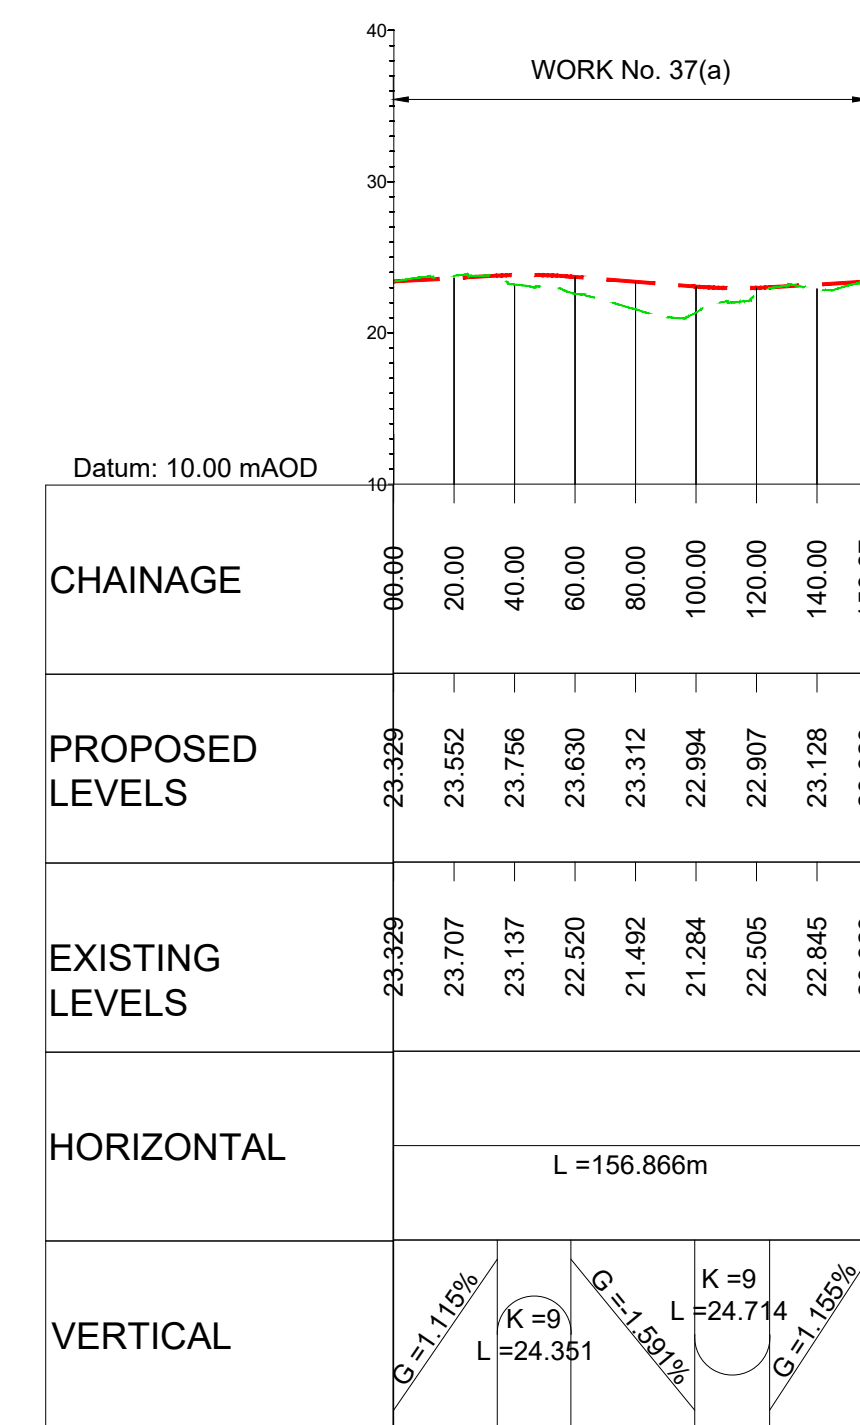 40
WORK No. 37(a)
30
20
Datum: 10.00 mAOD
10
CHAINAGE
00.00
20.00
40.00
60.00
80.00
100.00
120.00
140.00
PROPOSED
LEVELS
23.329
23.552
23.756
23.630
23.312
22.994
22.907
23.128
EXISTING
LEVELS
23.329
23.707
23.137
22.520
21.492
21.284
22.505
22.845
HORIZONTAL
L =156.866m
VERTICAL
G =1.115%
K =9
L =24.351
G =-1.591%
K =9
L =24.714
G =1.155%